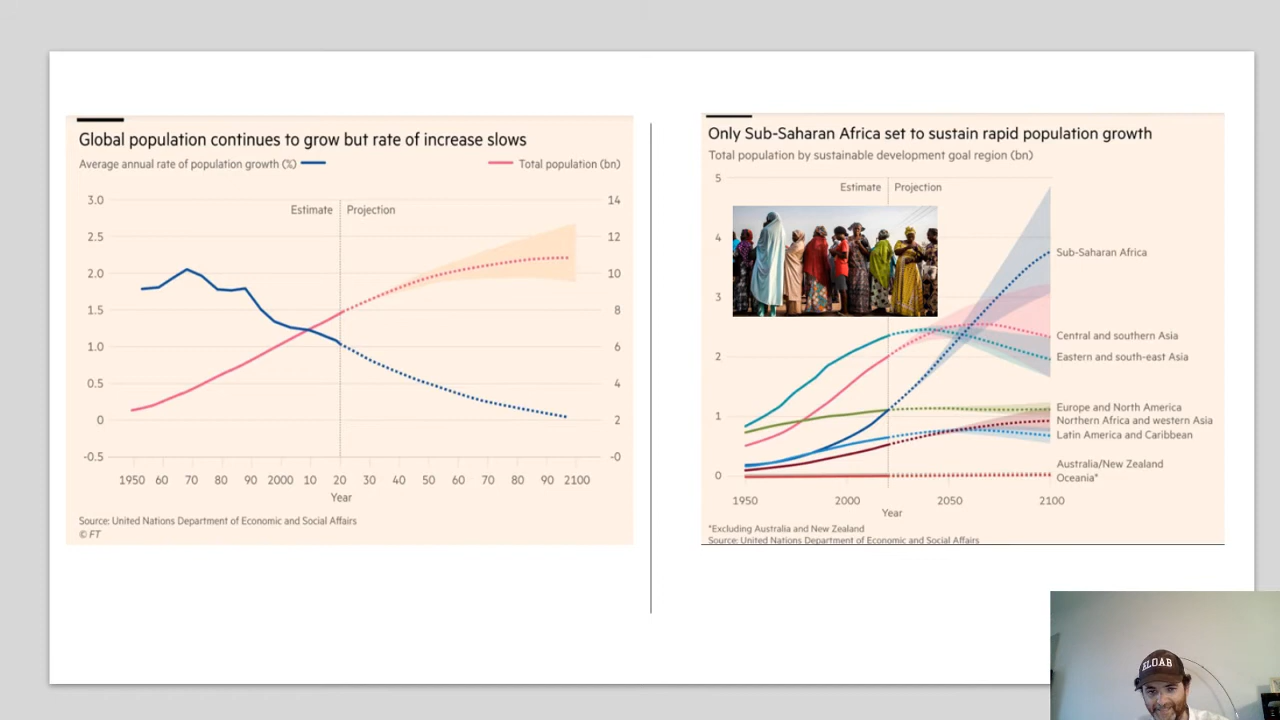 Global population continues to grow but rate of increase slows
Average annual rate of population growth (%)
Total population (bn)
3.0
2.5
2.0
1.5
1.0
0.5
0
-0.5
Estimate
Projection
14
12
10
8
6
4
2
-0
1950 60 70 80 90 2000 10 20 30 40 50 60 70 80 90 2100
Year
Source: United Nations Department of Economic and Social Affairs
© FT
Only Sub-Saharan Africa set to sustain rapid population growth
Total population by sustainable development goal region (bn)
5
4
3
2
1
0
Estimate
Projection
Sub-Saharan Africa
Central and southern Asia
Eastern and south-east Asia
Europe and North America
Northern Africa and western Asia
Latin America and Caribbean
Australia/New Zealand
Oceania*
1950 2000 2050 2100
Year
*Excluding Australia and New Zealand
Source: United Nations Department of Economic and Social Affairs
ELOAB